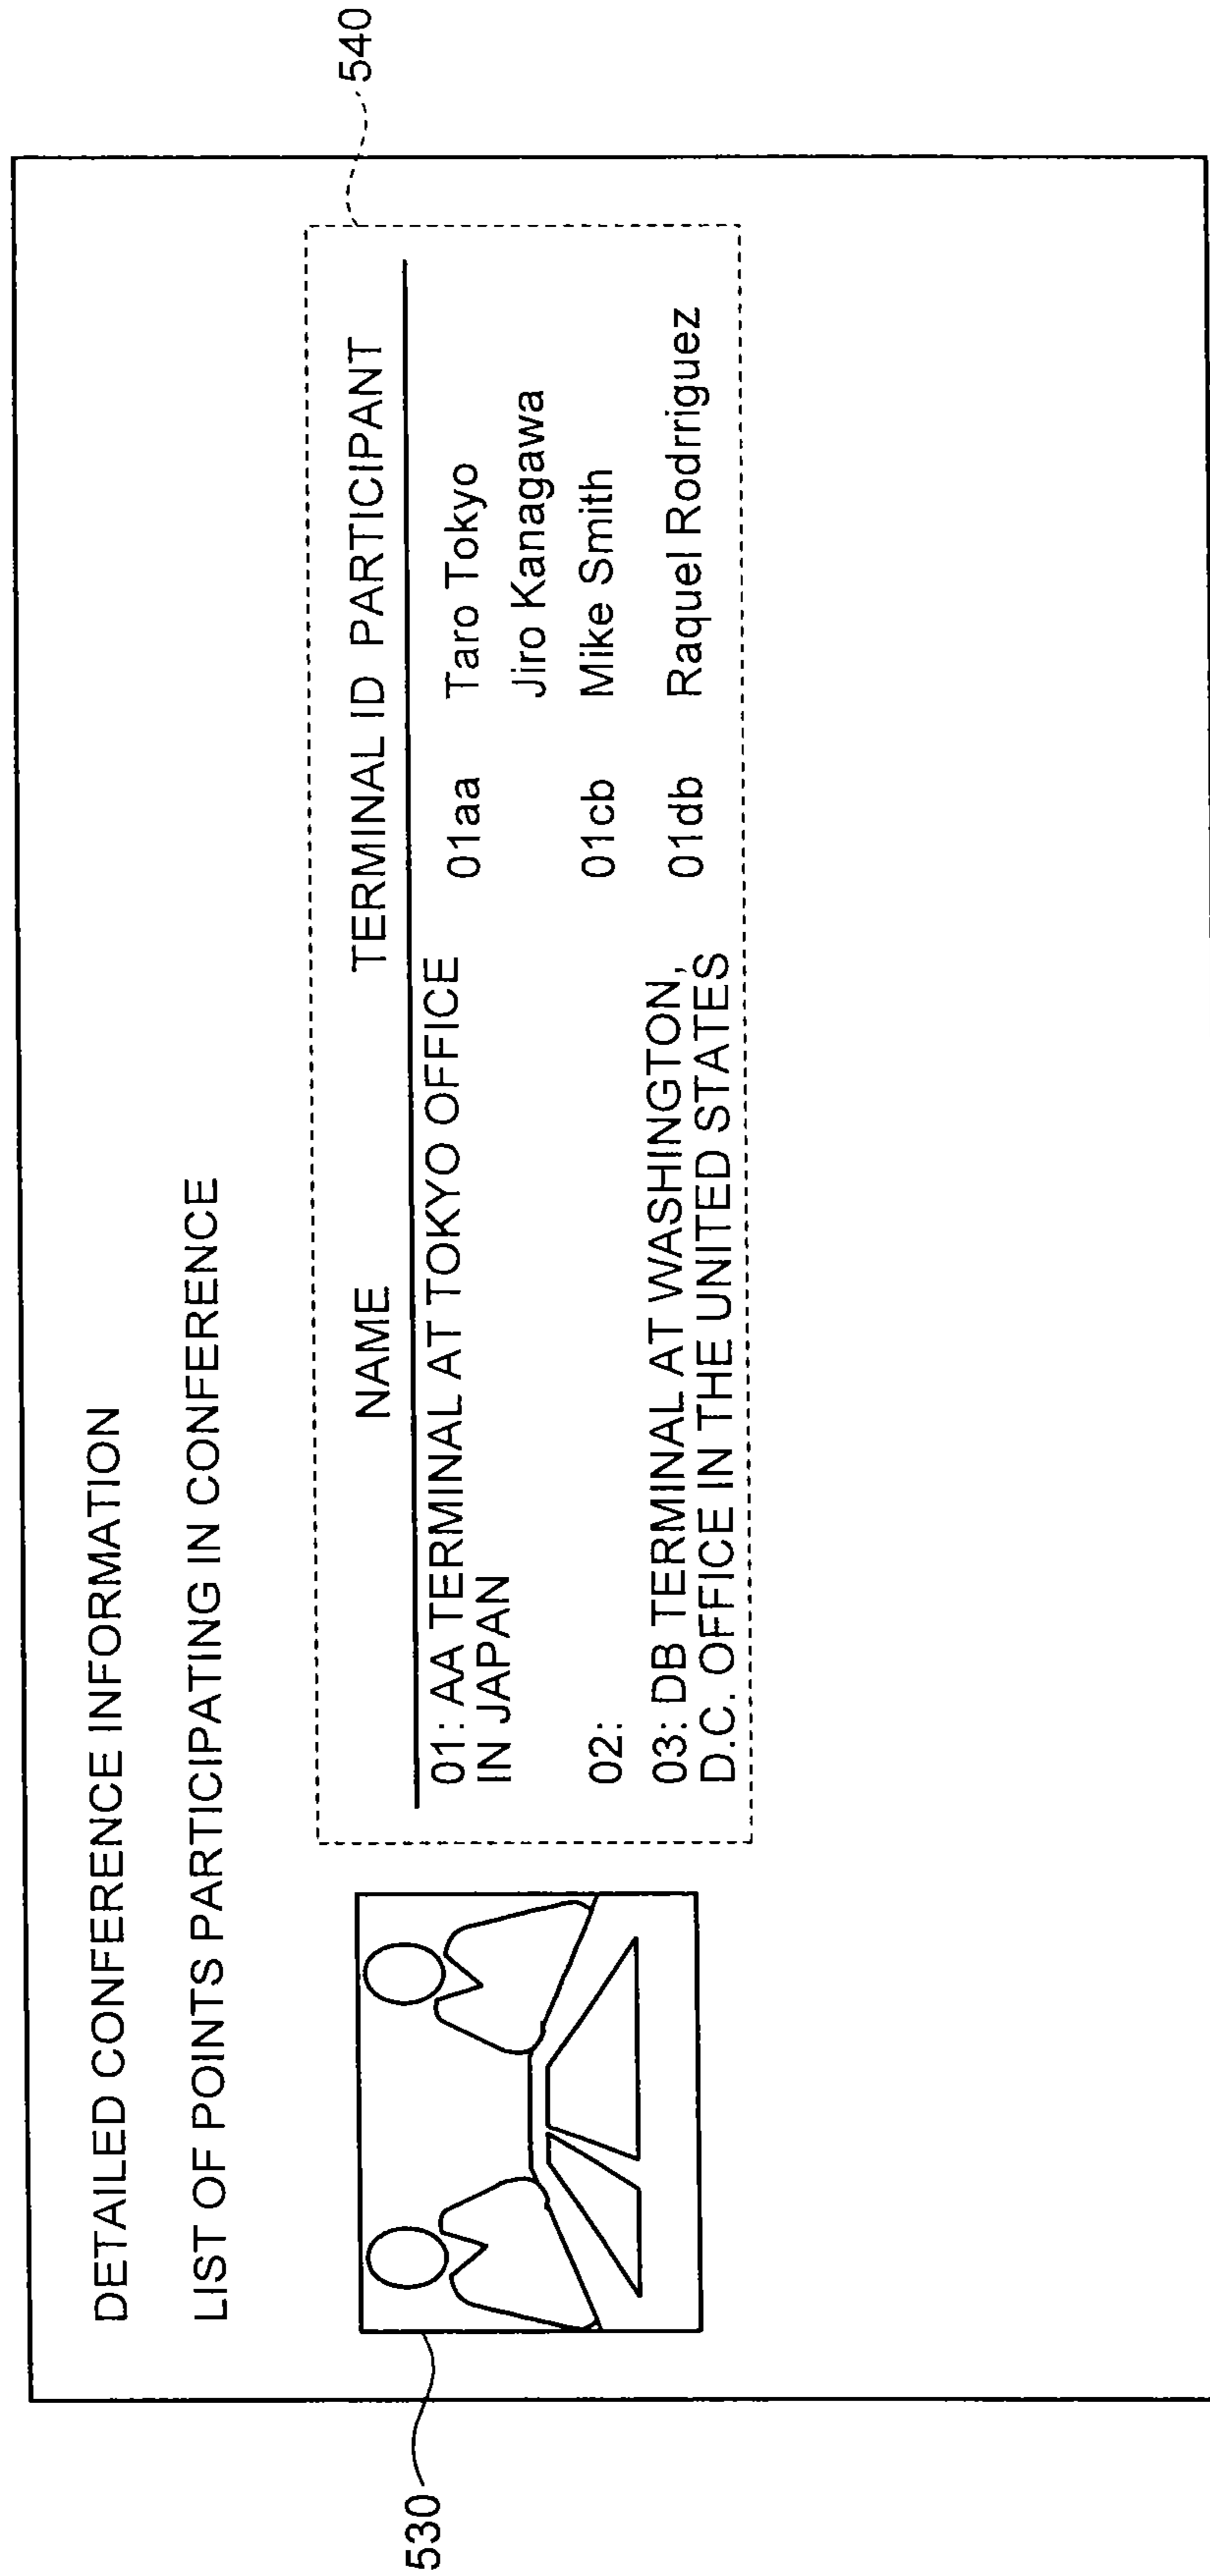 DETAILED CONFERENCE INFORMATION
LIST OF POINTS PARTICIPATING IN CONFERENCE
530
540
NAME TERMINAL ID PARTICIPANT
01: AA TERMINAL AT TOKYO OFFICE 01aa Taro Tokyo
IN JAPAN Jiro Kanagawa
02: 01cb Mike Smith
03: DB TERMINAL AT WASHINGTON, 01db Raquel Rodrriguez
D.C. OFFICE IN THE UNITED STATES